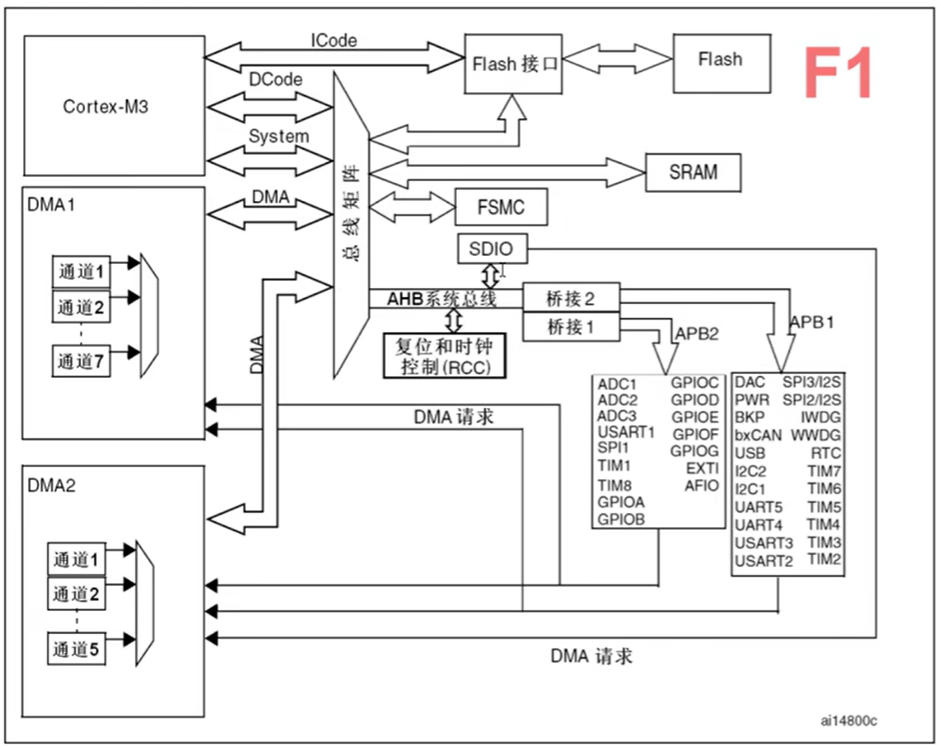 F1
ICode
Cortex-M3
Flash 接口
Flash
DCode
System
SRAM
DMA1
DMA
总线矩阵
FSMC
SDIO
通道1
通道2
通道7
AHB系统总线
桥接2
桥接1
APB2
APB1
复位和时钟
控制(RCC)
DMA
DMA 请求
ADC1 GPIOC
ADC2 GPIOD
ADC3 GPIOE
USART1 GPIOF
SPI1 GPIOG
TIM1 EXTI
TIM8 AFIO
GPIOA
GPIOB
DAC SPI3/I2S
PWR SPI2/I2S
BKP IWDG
bxCAN WWDG
USB RTC
I2C2 TIM7
I2C1 TIM6
UART5 TIM5
UART4 TIM4
USART3 TIM3
USART2 TIM2
DMA2
通道1
通道2
通道5
DMA 请求
ai14800c